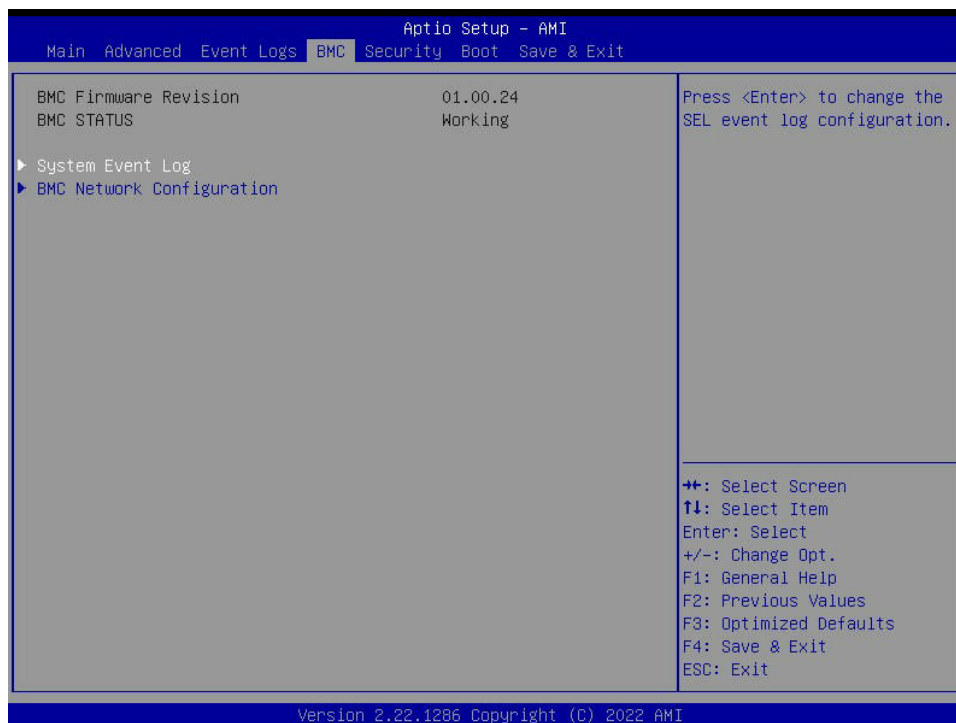 Aptio Setup - AMI
Main Advanced Event Logs BMC Security Boot Save & Exit
BMC Firmware Revision 01.00.24
BMC STATUS Working
System Event Log
BMC Network Configuration
Press <Enter> to change the
SEL event log configuration.
→←: Select Screen
↑↓: Select Item
Enter: Select
+/-: Change Opt.
F1: General Help
F2: Previous Values
F3: Optimized Defaults
F4: Save & Exit
ESC: Exit
Version 2.22.1286 Copyright (C) 2022 AMI